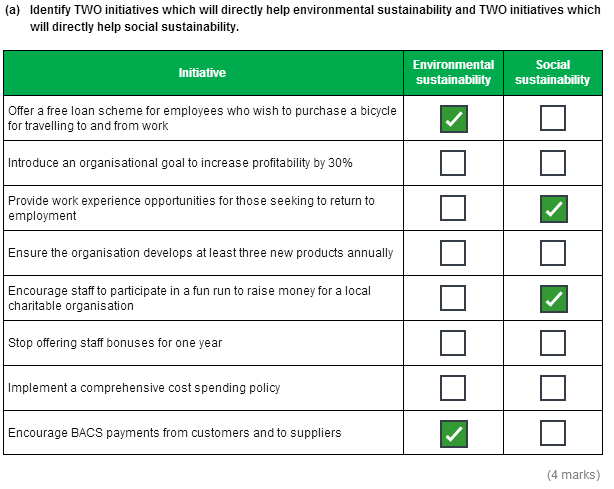 (a) Identify TWO initiatives which will directly help environmental sustainability and TWO initiatives which
will directly help social sustainability.
Initiative
Environmental
sustainability
Social
sustainability
Offer a free loan scheme for employees who wish to purchase a bicycle
for travelling to and from work
Introduce an organisational goal to increase profitability by 30%
Provide work experience opportunities for those seeking to return to
employment
Ensure the organisation develops at least three new products annually
Encourage staff to participate in a fun run to raise money for a local
charitable organisation
Stop offering staff bonuses for one year
Implement a comprehensive cost spending policy
Encourage BACS payments from customers and to suppliers
(4 marks)